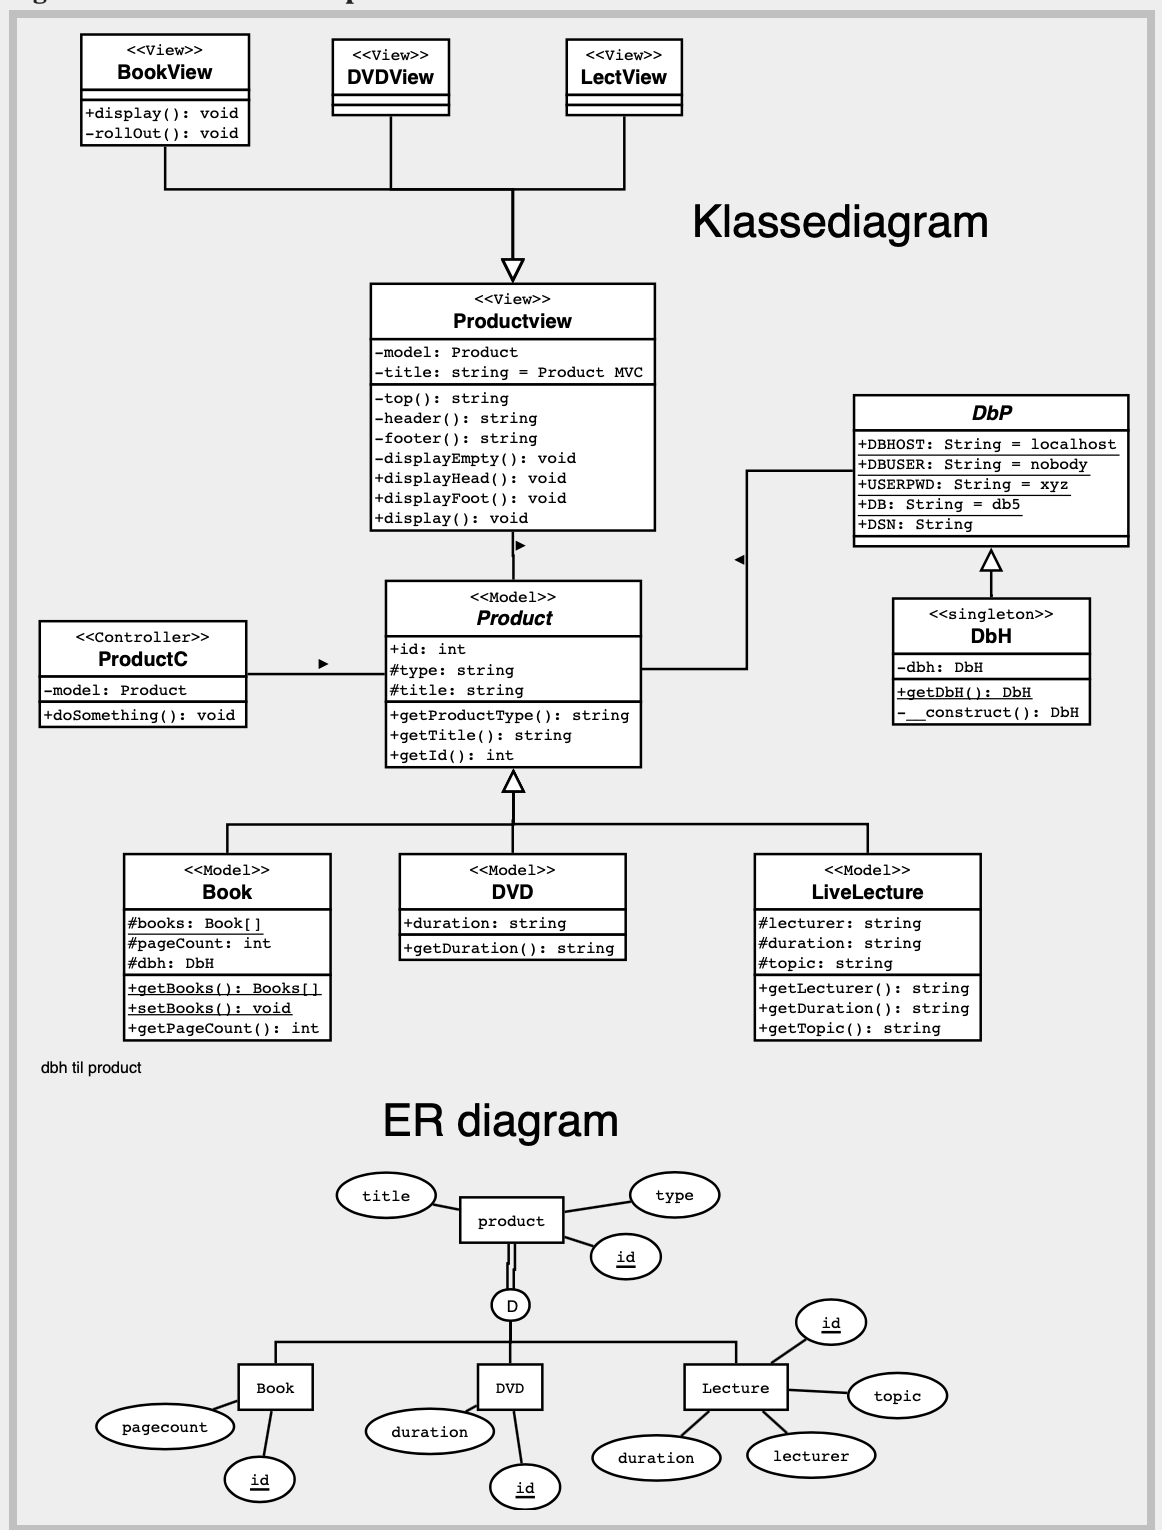 <<View>>
BookView
+display(): void
-rollOut(): void
<<View>>
DVDView
<<View>>
LectView
Klassediagram
<<View>>
Productview
-model: Product
-title: string = Product MVC
-top(): string
-header(): string
-footer(): string
-displayEmpty(): void
+displayHead(): void
+displayFoot(): void
+display(): void
DbP
+DBHOST: String = localhost
+DBUSER: String = nobody
+USERPWD: String = xyz
+DB: String = db5
+DSN: String
<<singleton>>
DbH
-dbh: DbH
+getDbH(): DbH
-__construct(): DbH
<<Controller>>
ProductC
-model: Product
+doSomething(): void
<<Model>>
Product
+id: int
#type: string
#title: string
+getProductType(): string
+getTitle(): string
+getId(): int
<<Model>>
Book
#books: Book[]
#pageCount: int
#dbh: DbH
+getBooks(): Books[]
+setBooks(): void
+getPageCount(): int
<<Model>>
DVD
+duration: string
+getDuration(): string
<<Model>>
LiveLecture
#lecturer: string
#duration: string
#topic: string
+getLecturer(): string
+getDuration(): string
+getTopic(): string
dbh til product
ER diagram
title
product
type
id
D
Book
pagecount
id
DVD
duration
id
Lecture
id
topic
duration
lecturer